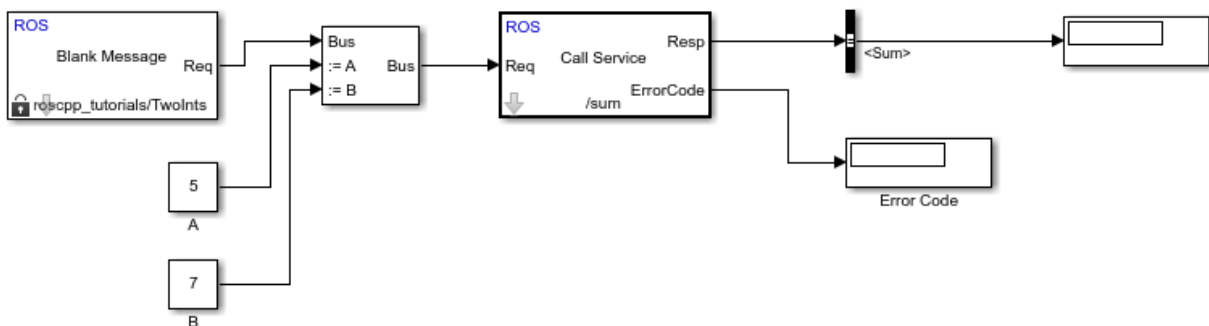 ROS
Blank Message
Req
roscpp_tutorials/TwoInts
Bus
:= A
:= B
Bus
ROS
Resp
Req
Call Service
ErrorCode
/sum
<Sum>
Error Code
5
A
7
B